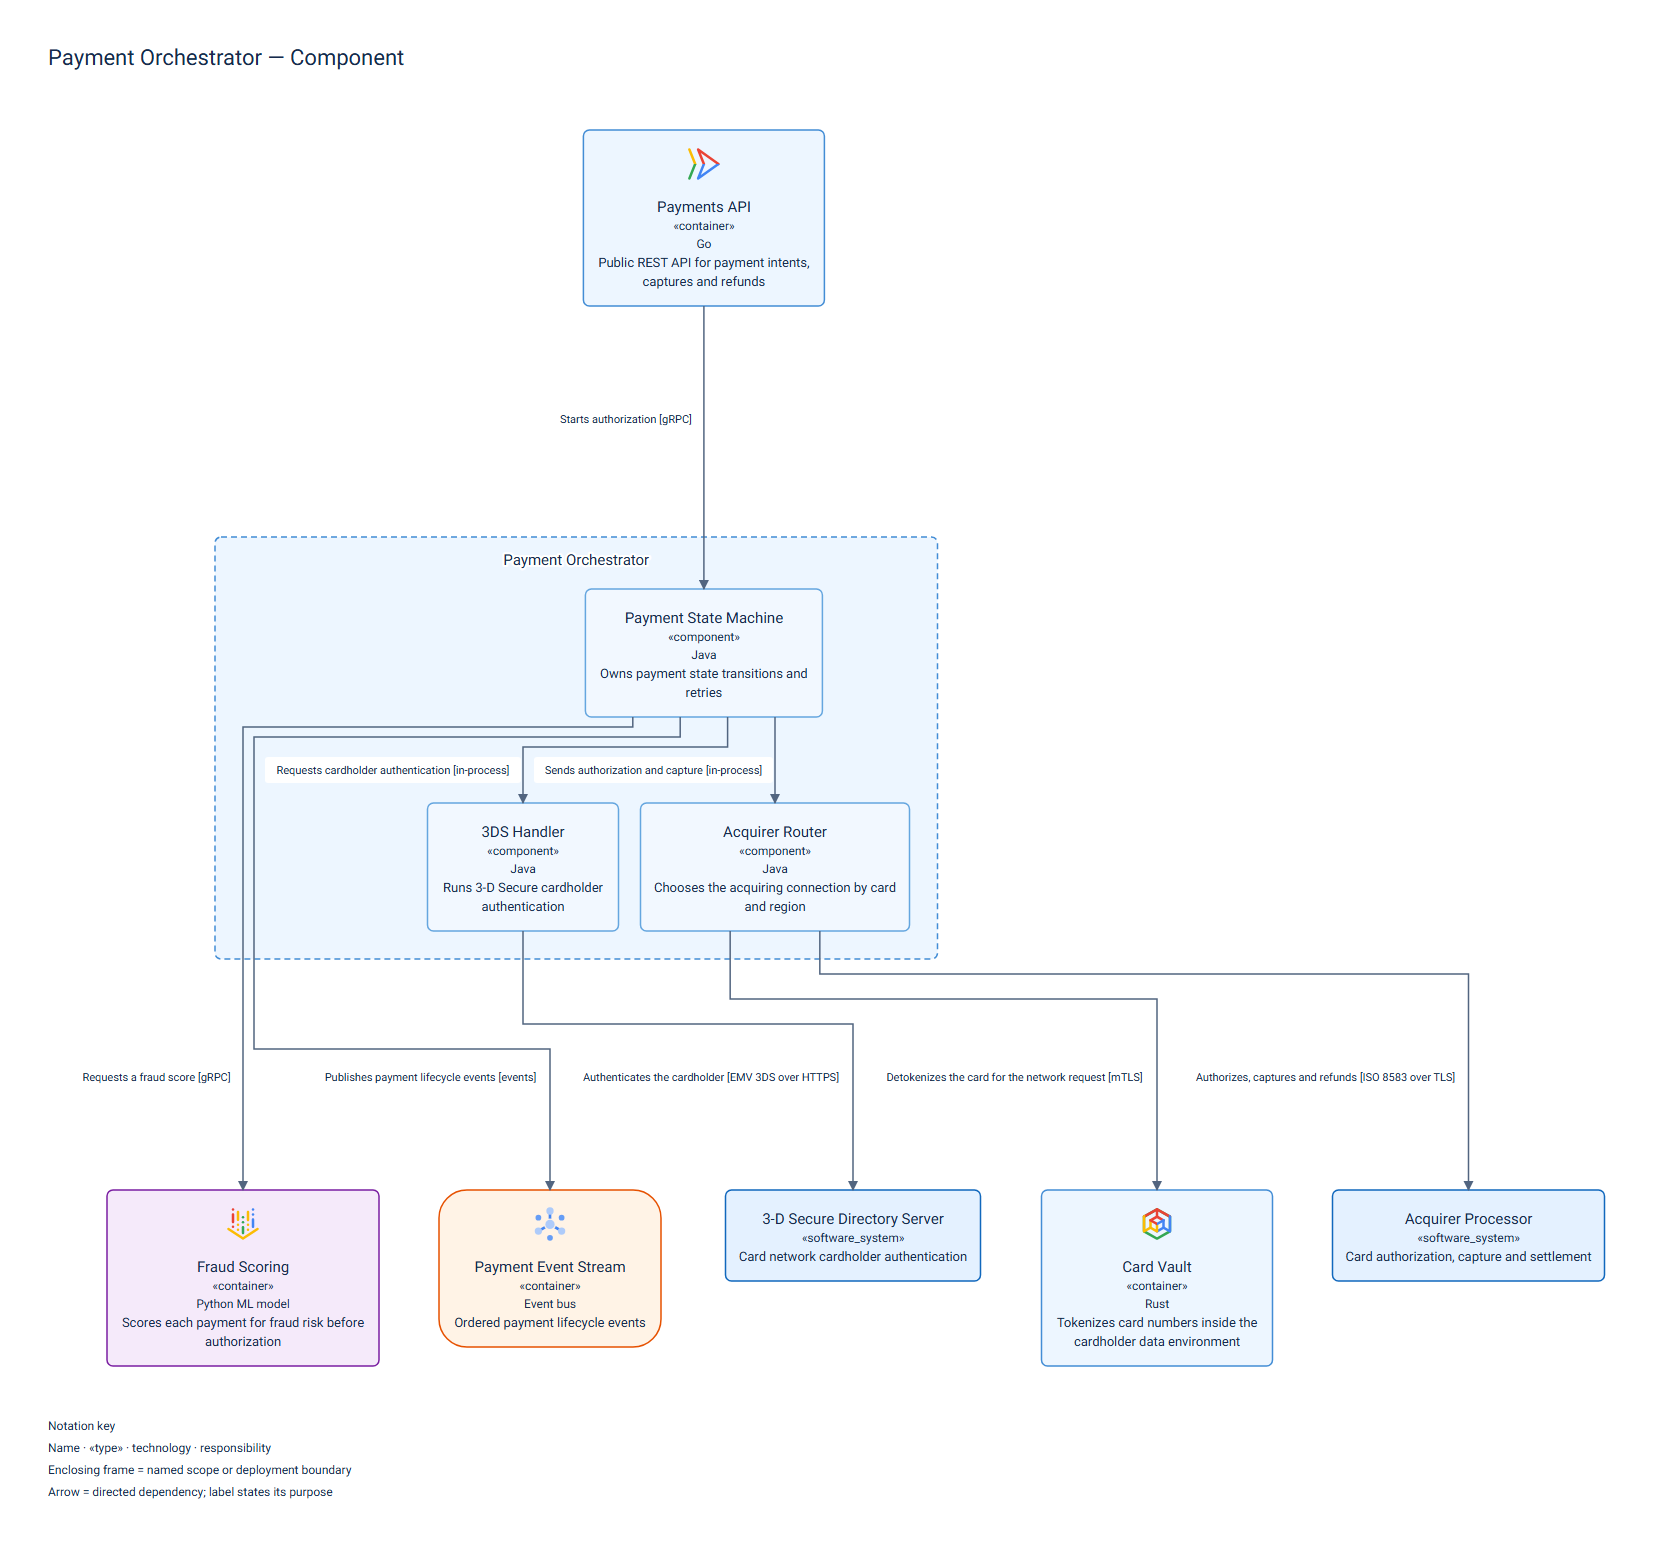 Payment Orchestrator — Component
Payments API
«container»
Go
Public REST API for payment intents,
captures and refunds
Starts authorization [gRPC]
Payment Orchestrator
Payment State Machine
«component»
Java
Owns payment state transitions and
retries
Requests cardholder authentication [in-process]
Sends authorization and capture [in-process]
3DS Handler
«component»
Java
Runs 3-D Secure cardholder
authentication
Acquirer Router
«component»
Java
Chooses the acquiring connection by card
and region
Requests a fraud score [gRPC]
Publishes payment lifecycle events [events]
Authenticates the cardholder [EMV 3DS over HTTPS]
Detokenizes the card for the network request [mTLS]
Authorizes, captures and refunds [ISO 8583 over TLS]
Fraud Scoring
«container»
Python ML model
Scores each payment for fraud risk before
authorization
Payment Event Stream
«container»
Event bus
Ordered payment lifecycle events
3-D Secure Directory Server
«software_system»
Card network cardholder authentication
Card Vault
«container»
Rust
Tokenizes card numbers inside the
cardholder data environment
Acquirer Processor
«software_system»
Card authorization, capture and settlement
Notation key
Name · «type» · technology · responsibility
Enclosing frame = named scope or deployment boundary
Arrow = directed dependency; label states its purpose